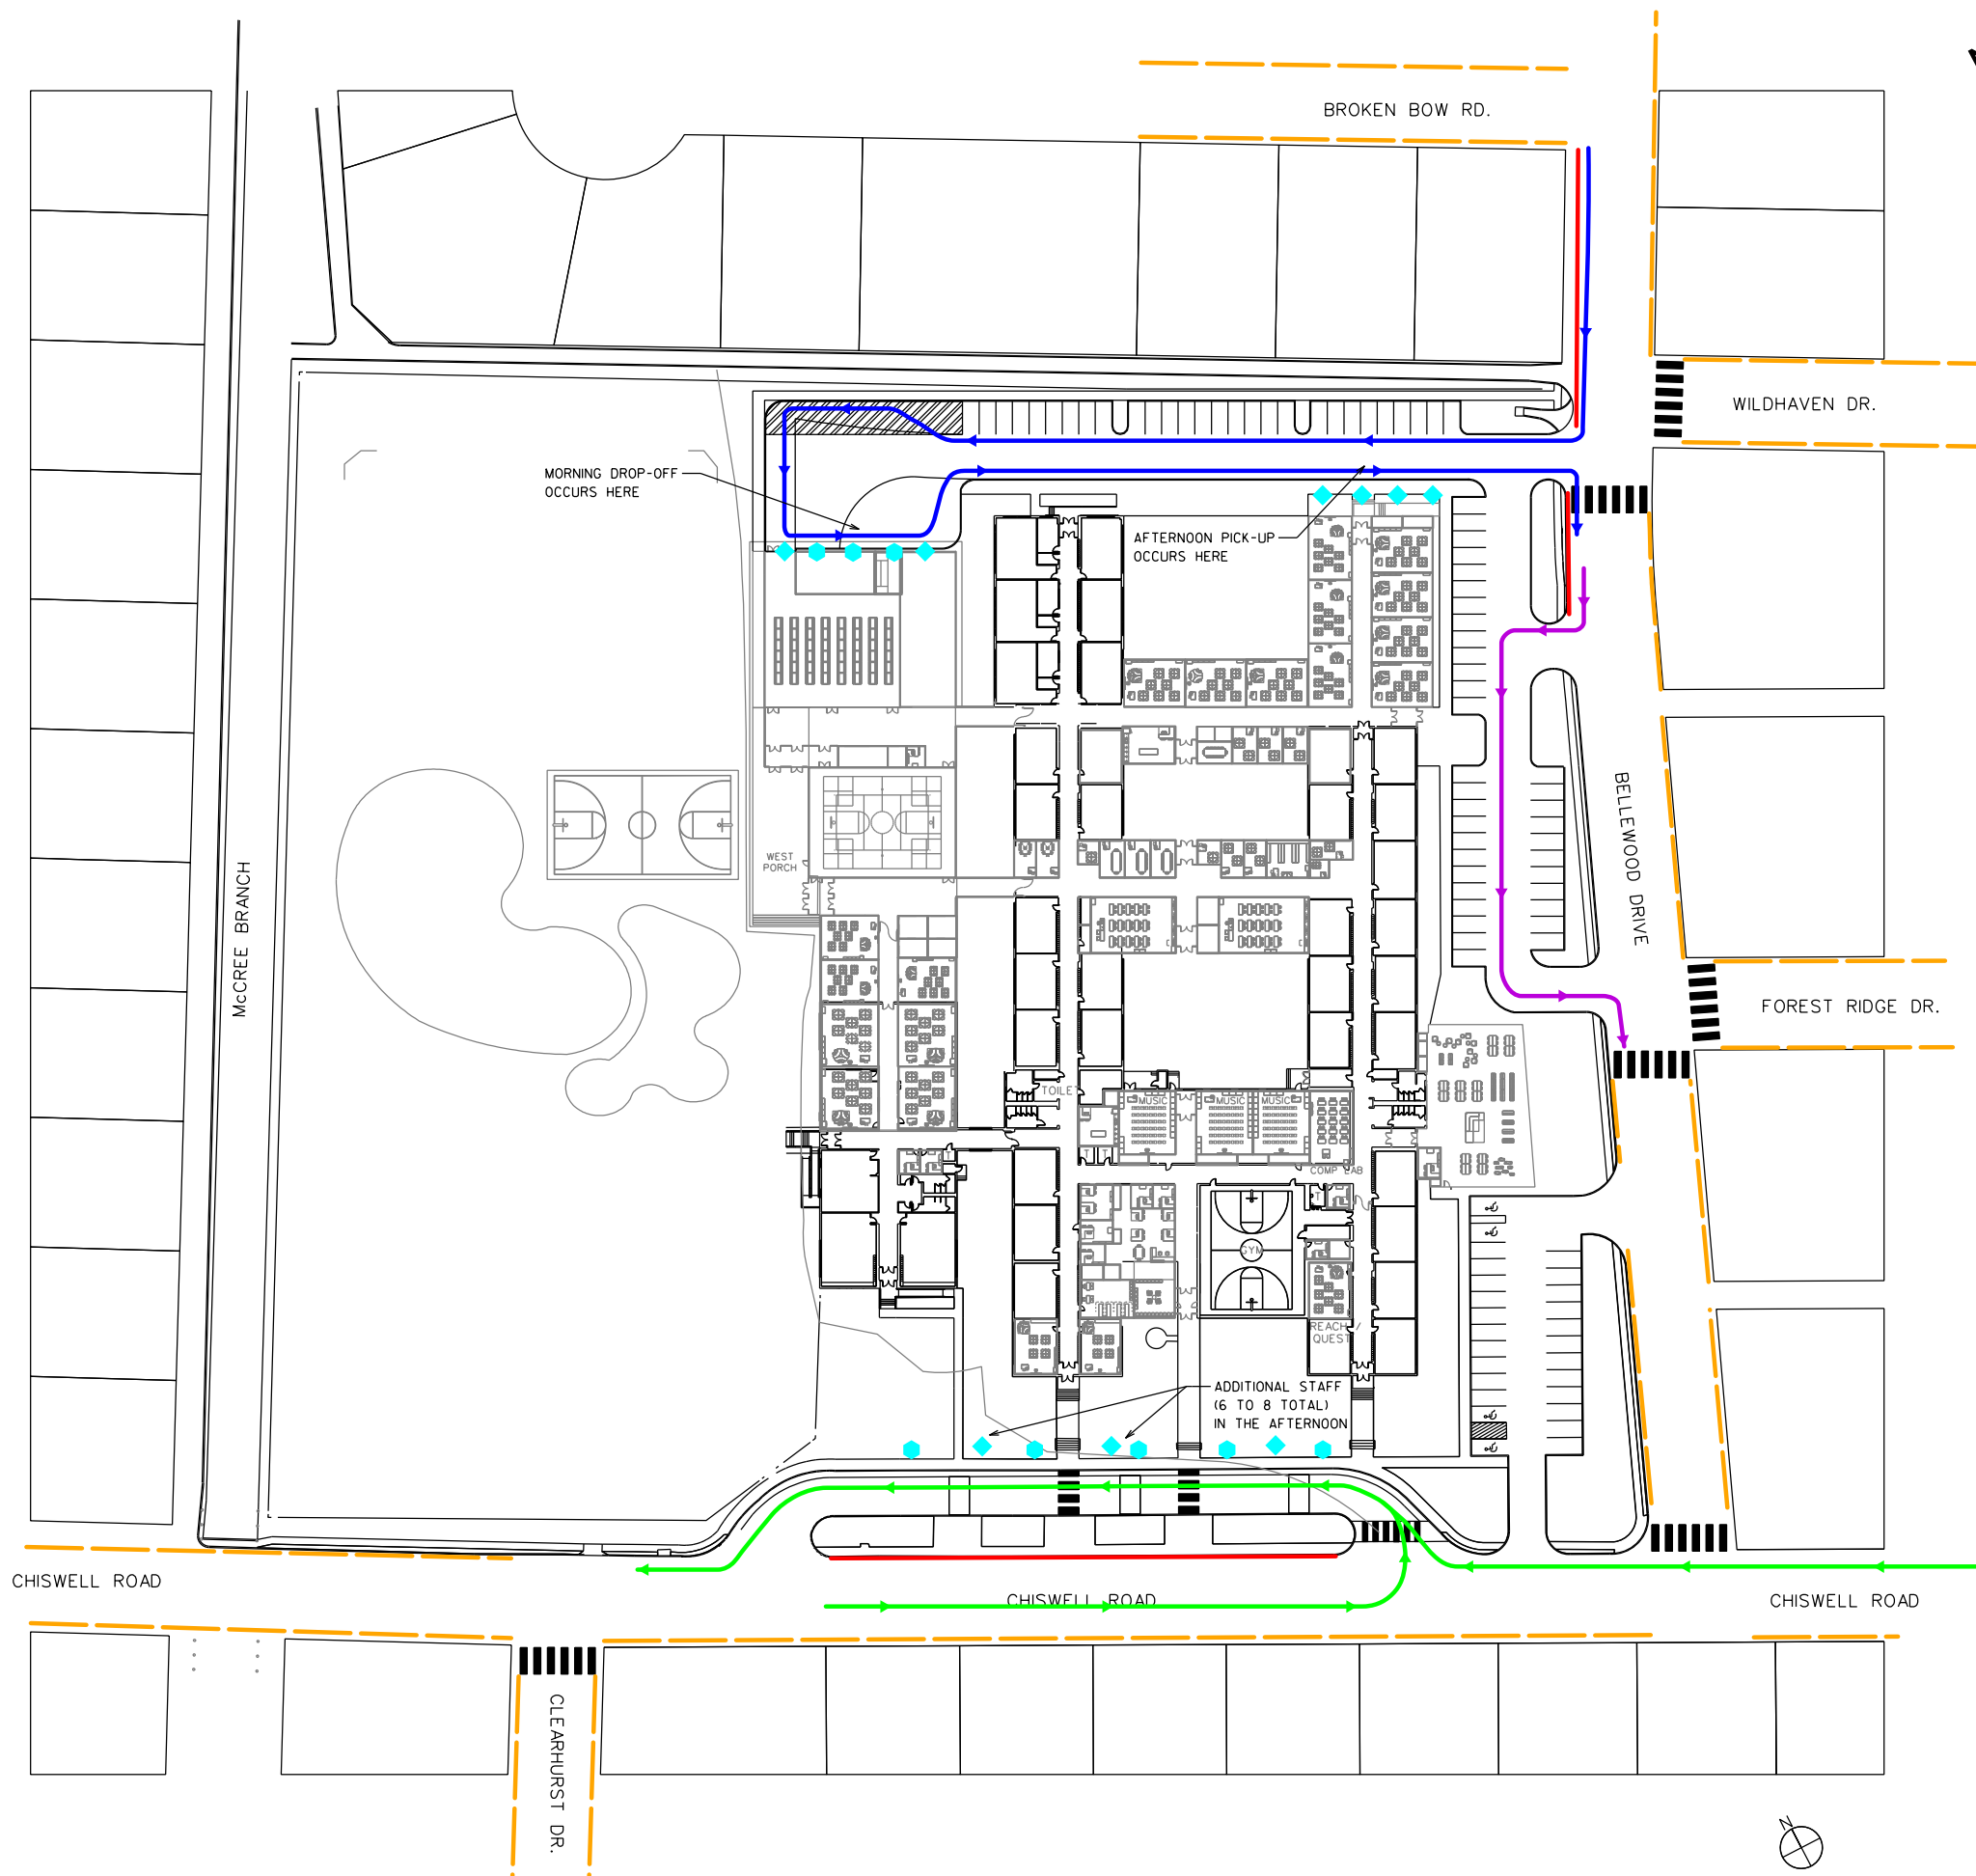 BROKEN BOW RD.
WILDHAVEN DR.
MORNING DROP-OFF
OCCURS HERE
AFTERNOON PICK-UP
OCCURS HERE
BELLEWOOD DRIVE
WEST
PORCH
McCREE BRANCH
FOREST RIDGE DR.
TOILET
MUSIC
MUSIC
MUSIC
T
T
T
COMP LAB
T
GYM
REACH /
QUEST
ADDITIONAL STAFF
(6 TO 8 TOTAL)
IN THE AFTERNOON
CHISWELL ROAD
CHISWELL ROAD
CHISWELL ROAD
CLEARHURST DR.
N